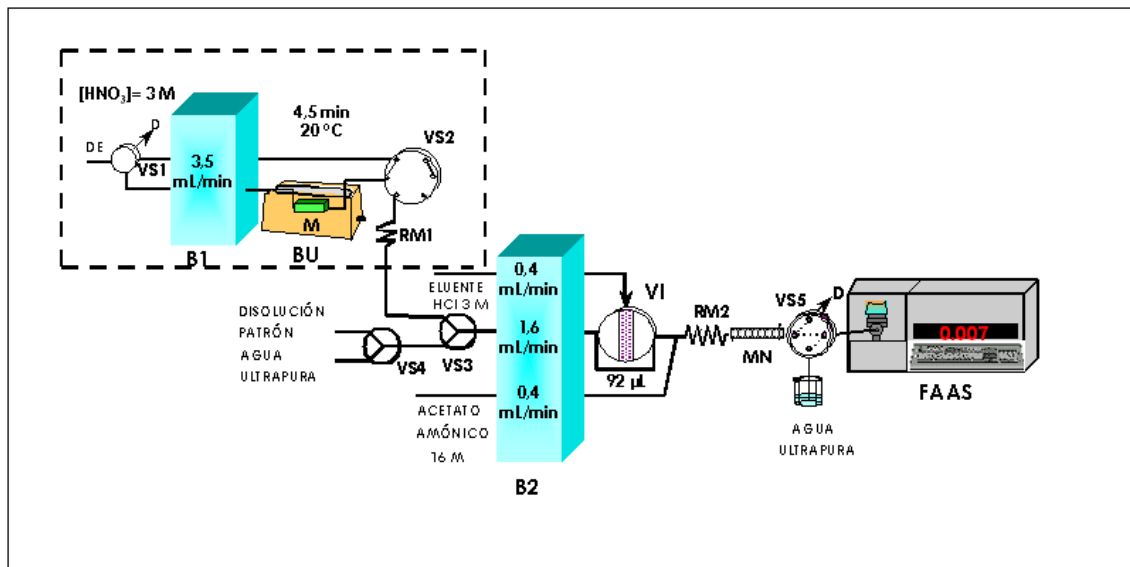 [HNO3]= 3 M
4,5 min
20 ºC
D
VS2
DE
VS1
3,5
mL/min
M
RM1
B1
BU
0,4
mL/min
ELUENTE
HCl 3 M
VI
RM2
VS5
D
DISOLUCIÓN
PATRÓN
AGUA
ULTRAPURA
1,6
mL/min
0.007
VS4
VS3
MN
92 µL
FAAS
0,4
mL/min
ACETATO
AMÓNICO
16 M
AGUA
ULTRAPURA
B2